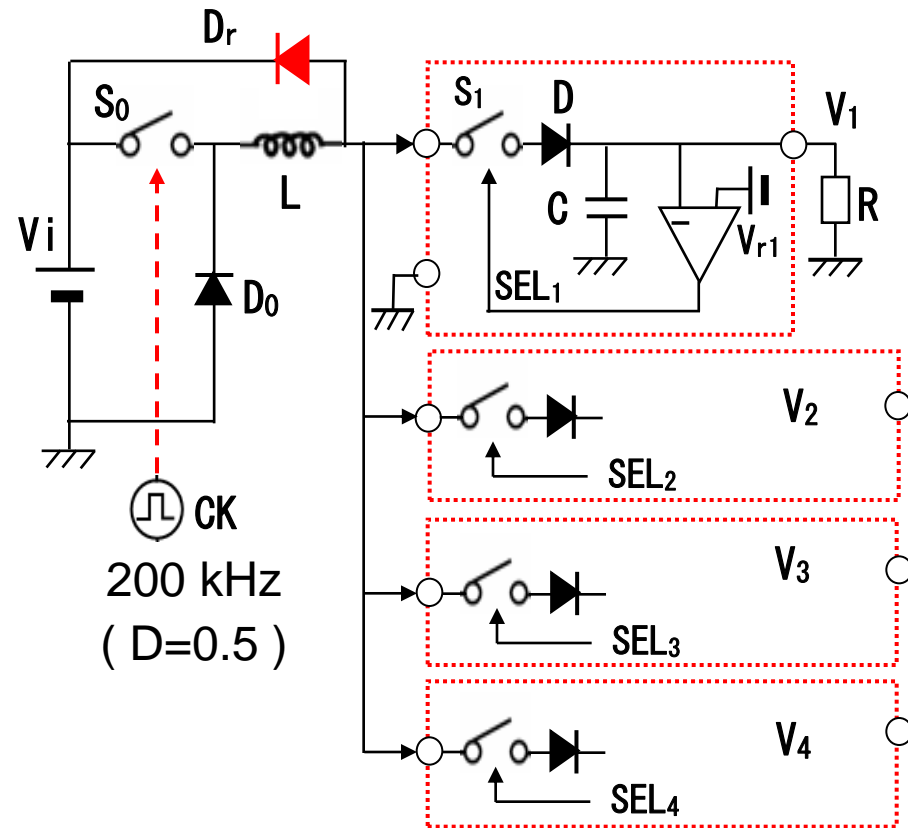 Dr
S0
L
Vi
D0
CK
200 kHz
( D=0.5 )
S1
D
V1
C
R
Vr1
SEL1
V2
SEL2
V3
SEL3
V4
SEL4